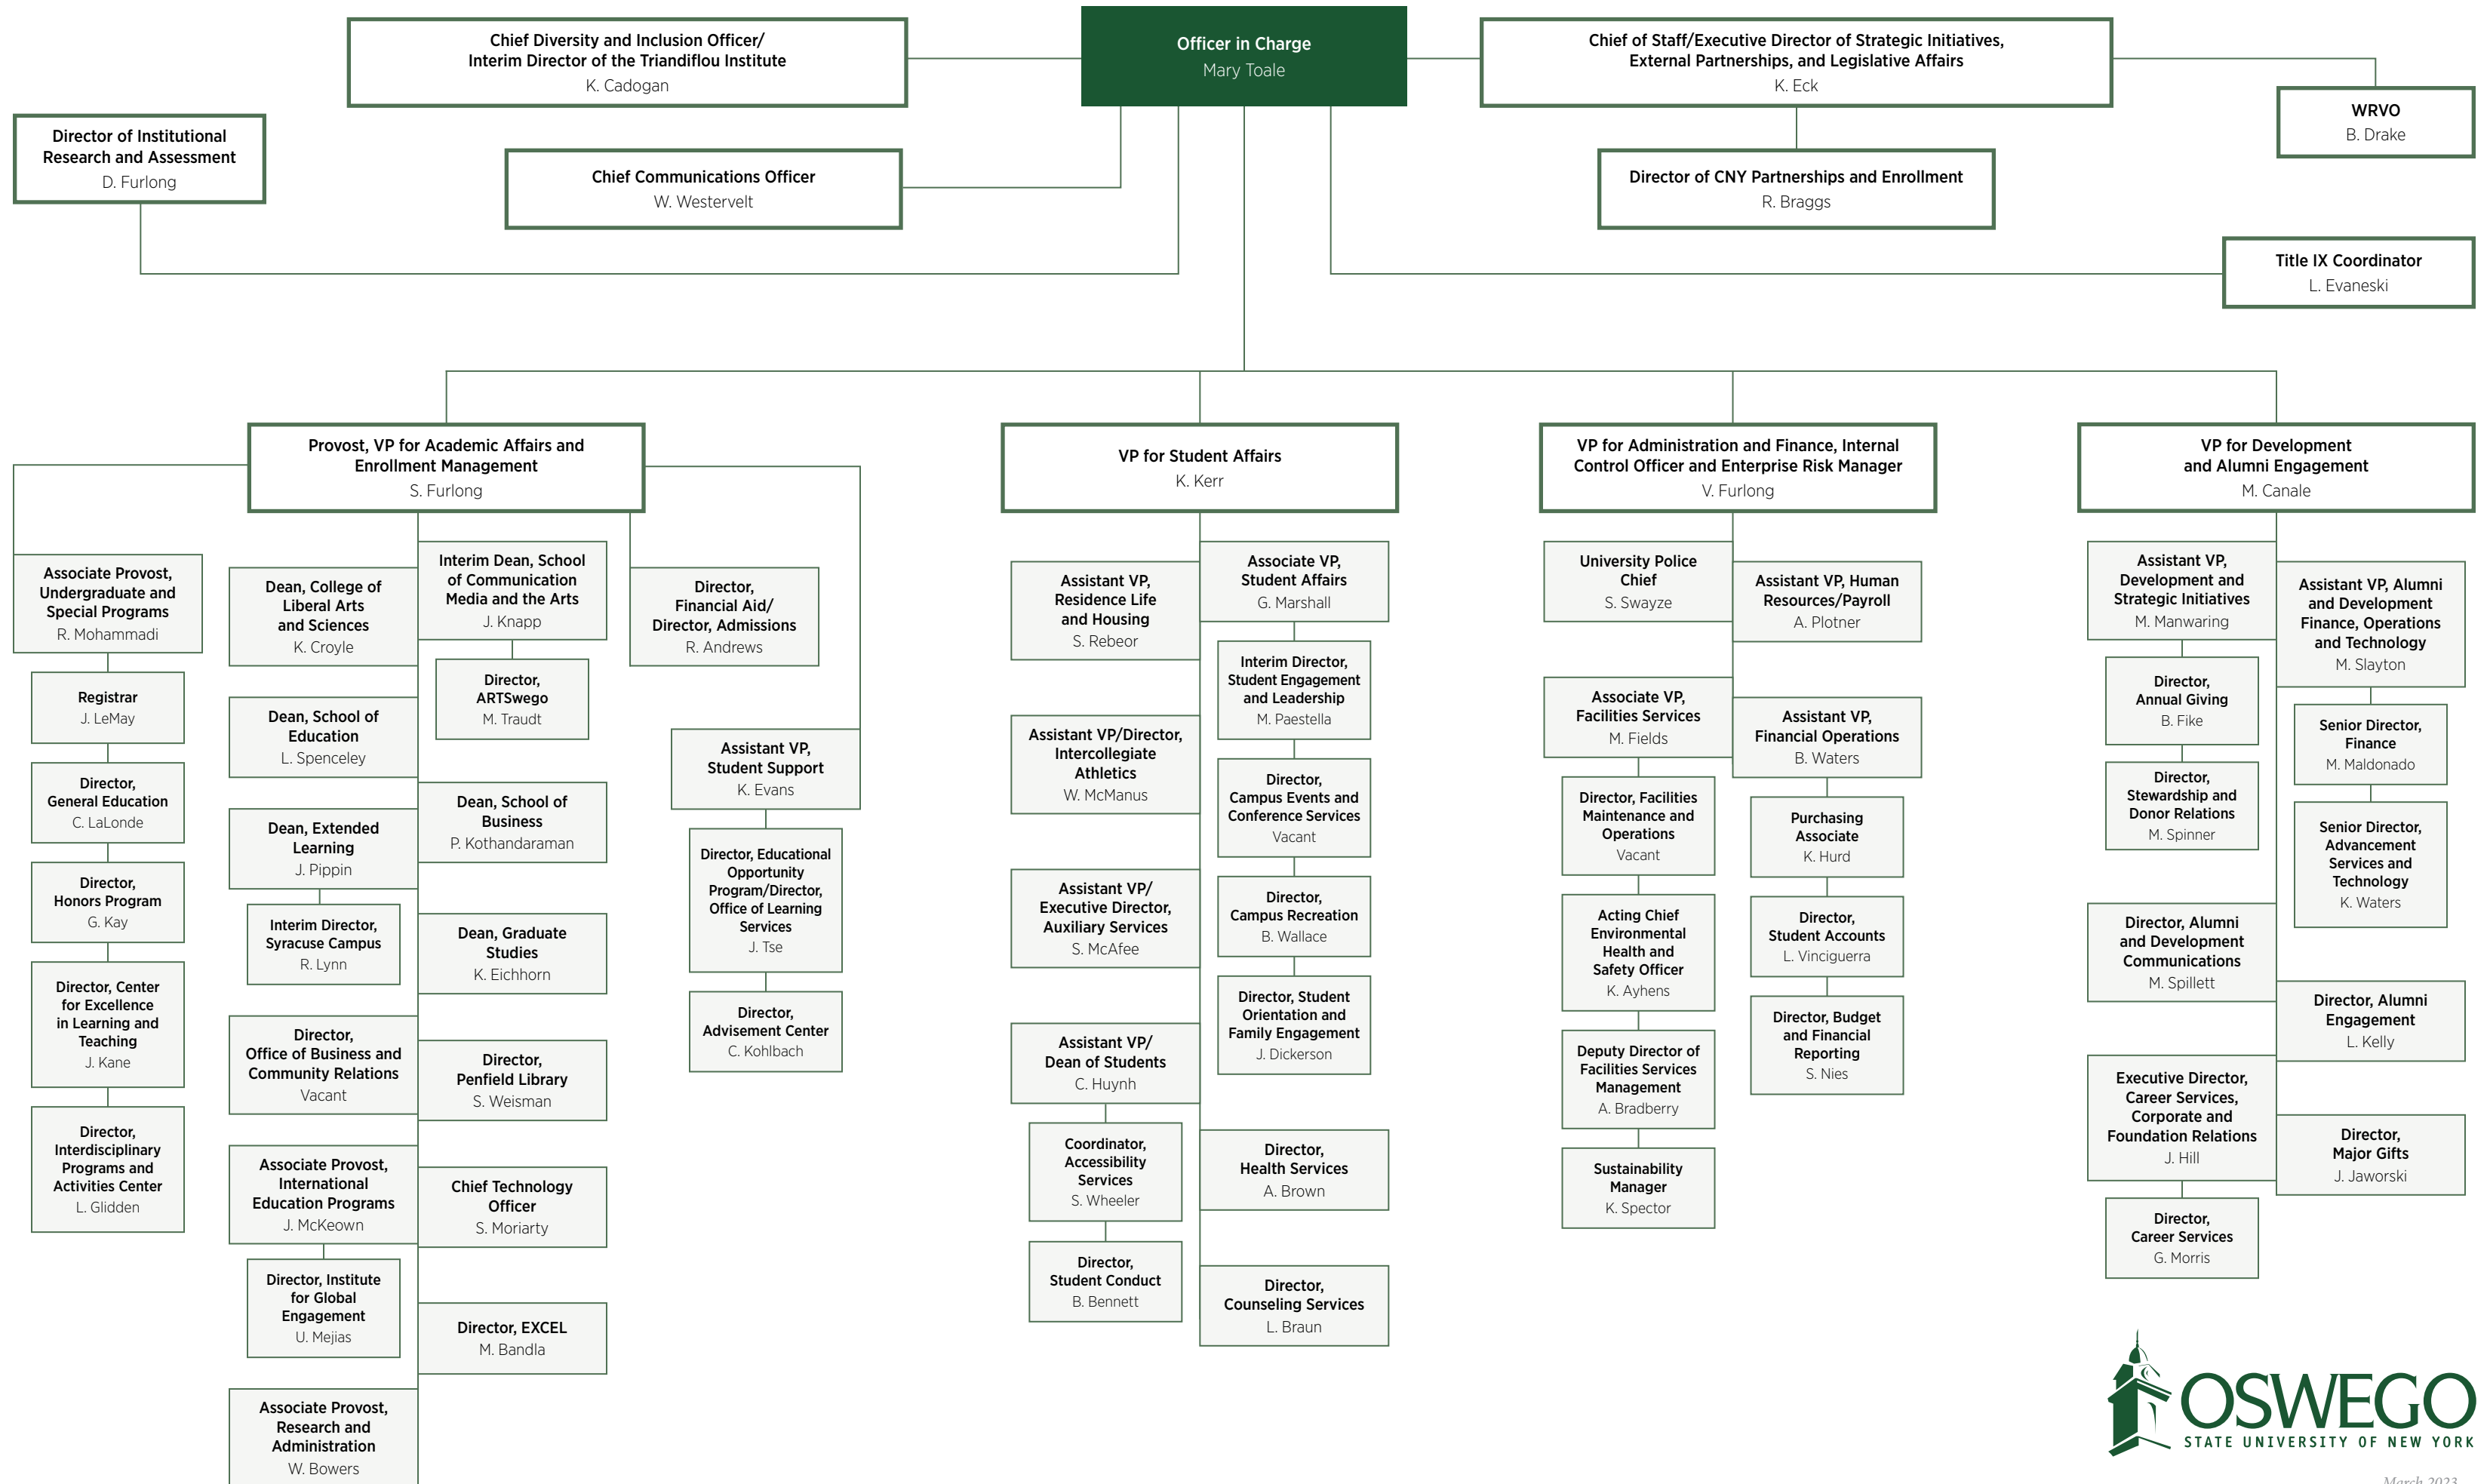 Chief Diversity and Inclusion Officer/
Interim Director of the Triandiflou Institute
K. Cadogan
Officer in Charge
Mary Toale
Chief of Staff/Executive Director of Strategic Initiatives,
External Partnerships, and Legislative Affairs
K. Eck
WRVO
B. Drake
Director of Institutional
Research and Assessment
D. Furlong
Chief Communications Officer
W. Westervelt
Director of CNY Partnerships and Enrollment
R. Braggs
Title IX Coordinator
L. Evaneski
Provost, VP for Academic Affairs and
Enrollment Management
S. Furlong
Associate Provost,
Undergraduate and
Special Programs
R. Mohammadi
Registrar
J. LeMay
Director,
General Education
C. LaLonde
Director,
Honors Program
G. Kay
Director, Center
for Excellence
in Learning and
Teaching
J. Kane
Director,
Interdisciplinary
Programs and
Activities Center
L. Glidden
Dean, College of
Liberal Arts
and Sciences
K. Croyle
Dean, School of
Education
L. Spenceley
Dean, Extended
Learning
J. Pippin
Interim Director,
Syracuse Campus
R. Lynn
Director,
Office of Business and
Community Relations
Vacant
Associate Provost,
International
Education Programs
J. McKeown
Director, Institute
for Global
Engagement
U. Mejias
Associate Provost,
Research and
Administration
W. Bowers
Interim Dean, School
of Communication
Media and the Arts
J. Knapp
Director,
ARTSwego
M. Traudt
Dean, School of
Business
P. Kothandaraman
Dean, Graduate
Studies
K. Eichhorn
Director,
Penfield Library
S. Weisman
Chief Technology
Officer
S. Moriarty
Director, EXCEL
M. Bandla
Director,
Financial Aid/
Director, Admissions
R. Andrews
Assistant VP,
Student Support
K. Evans
Director, Educational
Opportunity
Program/Director,
Office of Learning
Services
J. Tse
Director,
Advisement Center
C. Kohlbach
VP for Student Affairs
K. Kerr
Assistant VP,
Residence Life
and Housing
S. Rebeor
Assistant VP/Director,
Intercollegiate
Athletics
W. McManus
Assistant VP/
Executive Director,
Auxiliary Services
S. McAfee
Assistant VP/
Dean of Students
C. Huynh
Coordinator,
Accessibility
Services
S. Wheeler
Director,
Student Conduct
B. Bennett
Associate VP,
Student Affairs
G. Marshall
Interim Director,
Student Engagement
and Leadership
M. Paestella
Director,
Campus Events and
Conference Services
Vacant
Director,
Campus Recreation
B. Wallace
Director, Student
Orientation and
Family Engagement
J. Dickerson
Director,
Health Services
A. Brown
Director,
Counseling Services
L. Braun
VP for Administration and Finance, Internal
Control Officer and Enterprise Risk Manager
V. Furlong
University Police
Chief
S. Swayze
Associate VP,
Facilities Services
M. Fields
Director, Facilities
Maintenance and
Operations
Vacant
Acting Chief
Environmental
Health and
Safety Officer
K. Ayhens
Deputy Director of
Facilities Services
Management
A. Bradberry
Sustainability
Manager
K. Spector
Assistant VP, Human
Resources/Payroll
A. Plotner
Assistant VP,
Financial Operations
B. Waters
Purchasing
Associate
K. Hurd
Director,
Student Accounts
L. Vinciguerra
Director, Budget
and Financial
Reporting
S. Nies
VP for Development
and Alumni Engagement
M. Canale
Assistant VP,
Development and
Strategic Initiatives
M. Manwaring
Director,
Annual Giving
B. Fike
Director,
Stewardship and
Donor Relations
M. Spinner
Director, Alumni
and Development
Communications
M. Spillett
Executive Director,
Career Services,
Corporate and
Foundation Relations
J. Hill
Director,
Career Services
G. Morris
Assistant VP, Alumni
and Development
Finance, Operations
and Technology
M. Slayton
Senior Director,
Finance
M. Maldonado
Senior Director,
Advancement
Services and
Technology
K. Waters
Director, Alumni
Engagement
L. Kelly
Director,
Major Gifts
J. Jaworski
OSWEGO
STATE UNIVERSITY OF NEW YORK
March 2023